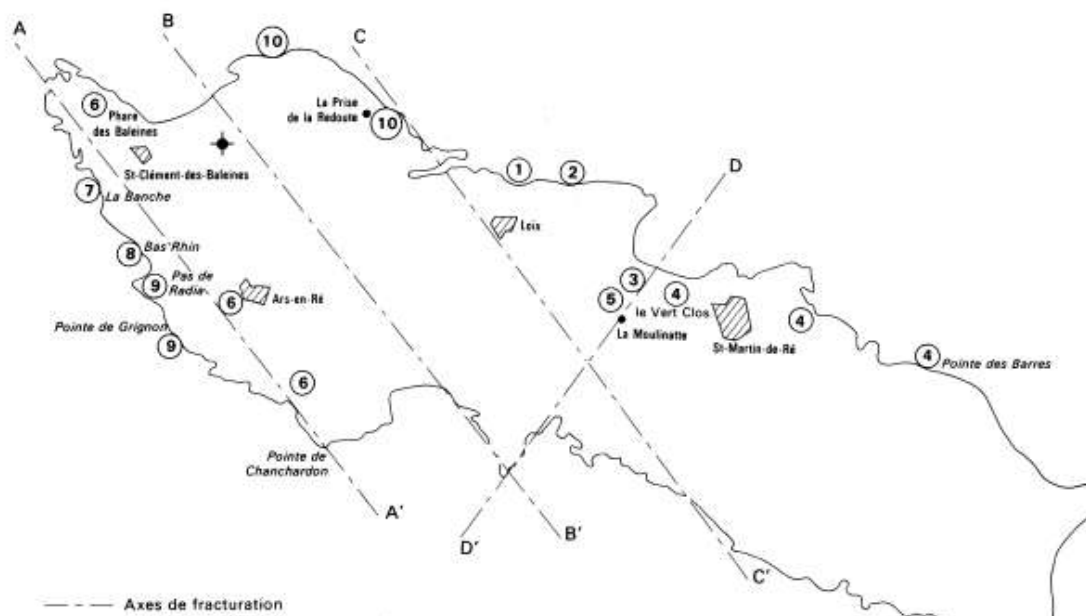 A
B
C
10
6
Phare
des Baleines
La Prise
de la Redoute
10
St-Clément-des-Baleines
1
2
D
7
La Banche
Loix
8
Bas Rhin
9
Pas de
Radia
6
Ars-en-Ré
3
5
4
le Vert Clos
La Moulinatte
St-Martin-de-Ré
4
Pointe de Grignon
9
4
Pointe des Barres
6
Pointe de
Chanchardon
A'
D'
B'
C'
Axes de fracturation